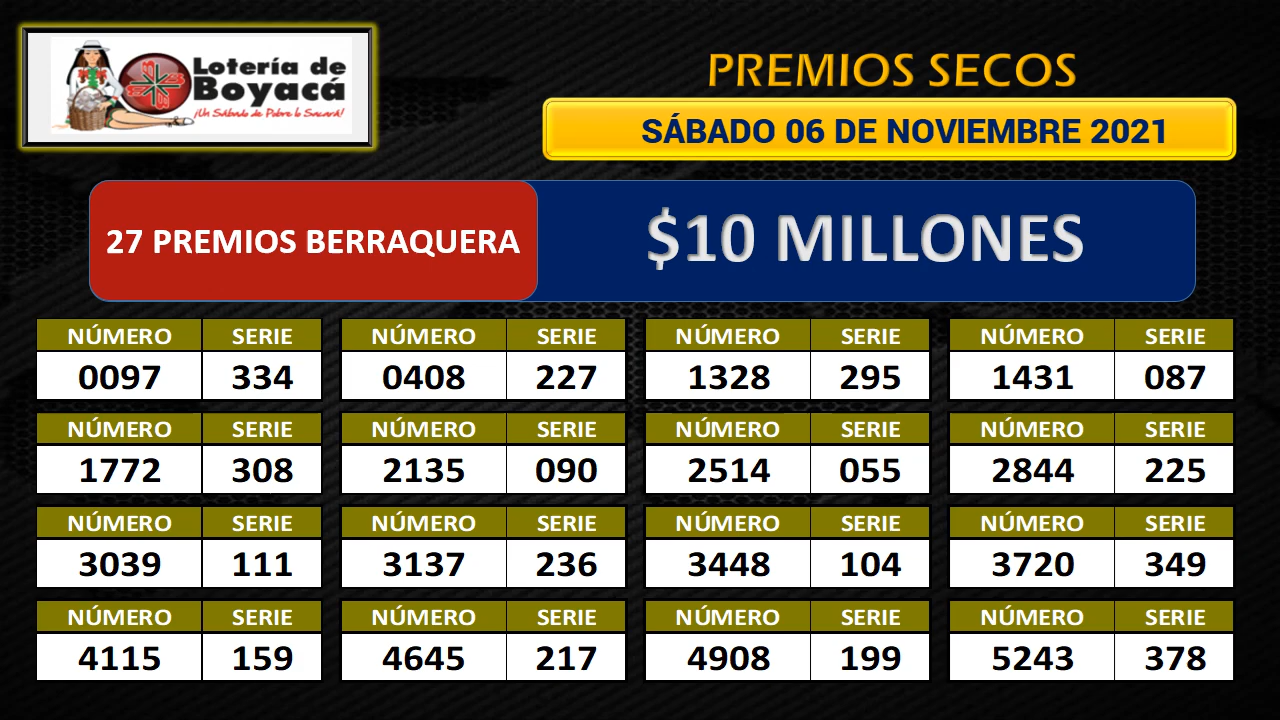 Lotería de
Boyacá
¡Un Sábado de Pobre lo Sacará!
PREMIOS SECOS
SÁBADO 06 DE NOVIEMBRE 2021
27 PREMIOS BERRAQUERA
$10 MILLONES
NÚMERO SERIE NÚMERO SERIE NÚMERO SERIE NÚMERO SERIE
0097 334 0408 227 1328 295 1431 087
NÚMERO SERIE NÚMERO SERIE NÚMERO SERIE NÚMERO SERIE
1772 308 2135 090 2514 055 2844 225
NÚMERO SERIE NÚMERO SERIE NÚMERO SERIE NÚMERO SERIE
3039 111 3137 236 3448 104 3720 349
NÚMERO SERIE NÚMERO SERIE NÚMERO SERIE NÚMERO SERIE
4115 159 4645 217 4908 199 5243 378